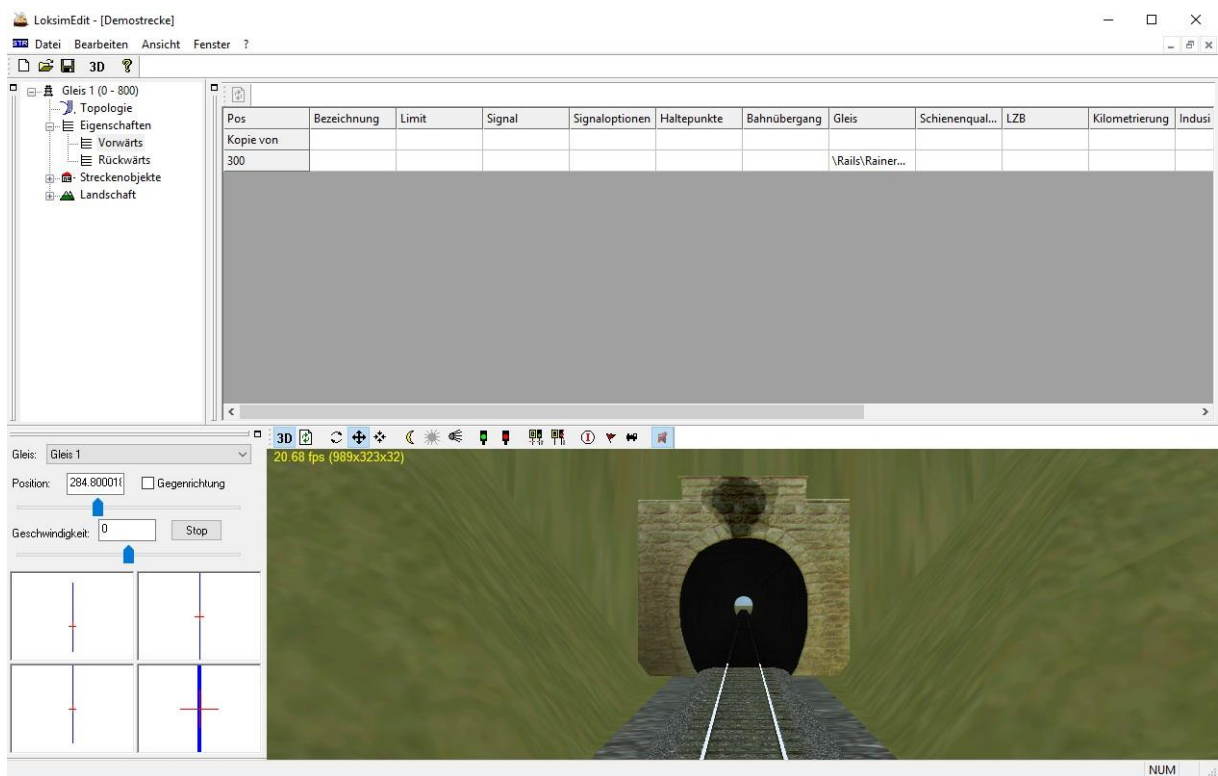 LoksimEdit - [Demostrecke]
STR Datei Bearbeiten Ansicht Fenster ?
3D
Gleis 1 (0 - 800)
Topologie
Eigenschaften
Vorwärts
Rückwärts
Streckenobjekte
Landschaft
Pos Bezeichnung Limit Signal Signaloptionen Haltepunkte Bahnübergang Gleis Schienenqual... LZB Kilometrierung Indusi
Kopie von
300 \Rails\Rainer...
3D
Gleis: Gleis 1
Position: 284.800018 Gegenrichtung
Geschwindigkeit: 0 Stop
20.68 fps (989x323x32)
NUM